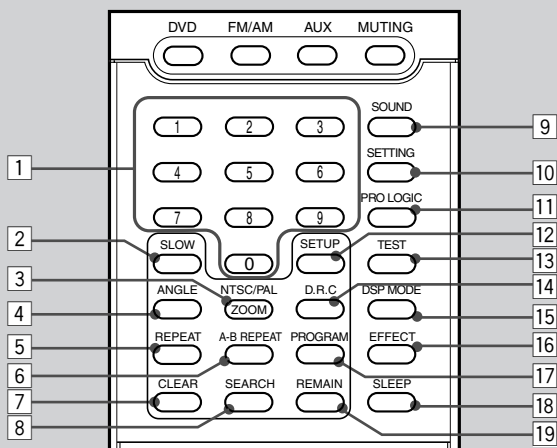 DVD FM/AM AUX MUTING
SOUND
1 2 3 9
SETTING
1 4 5 6 10
PRO LOGIC
7 8 9 11
2 SLOW 0 SETUP TEST 12
3 13
ANGLE NTSC/PAL D.R.C DSP MODE 14
4 ZOOM 15
5 REPEAT A-B REPEAT PROGRAM EFFECT 16
6 17
7 CLEAR SEARCH REMAIN SLEEP 18
8 19